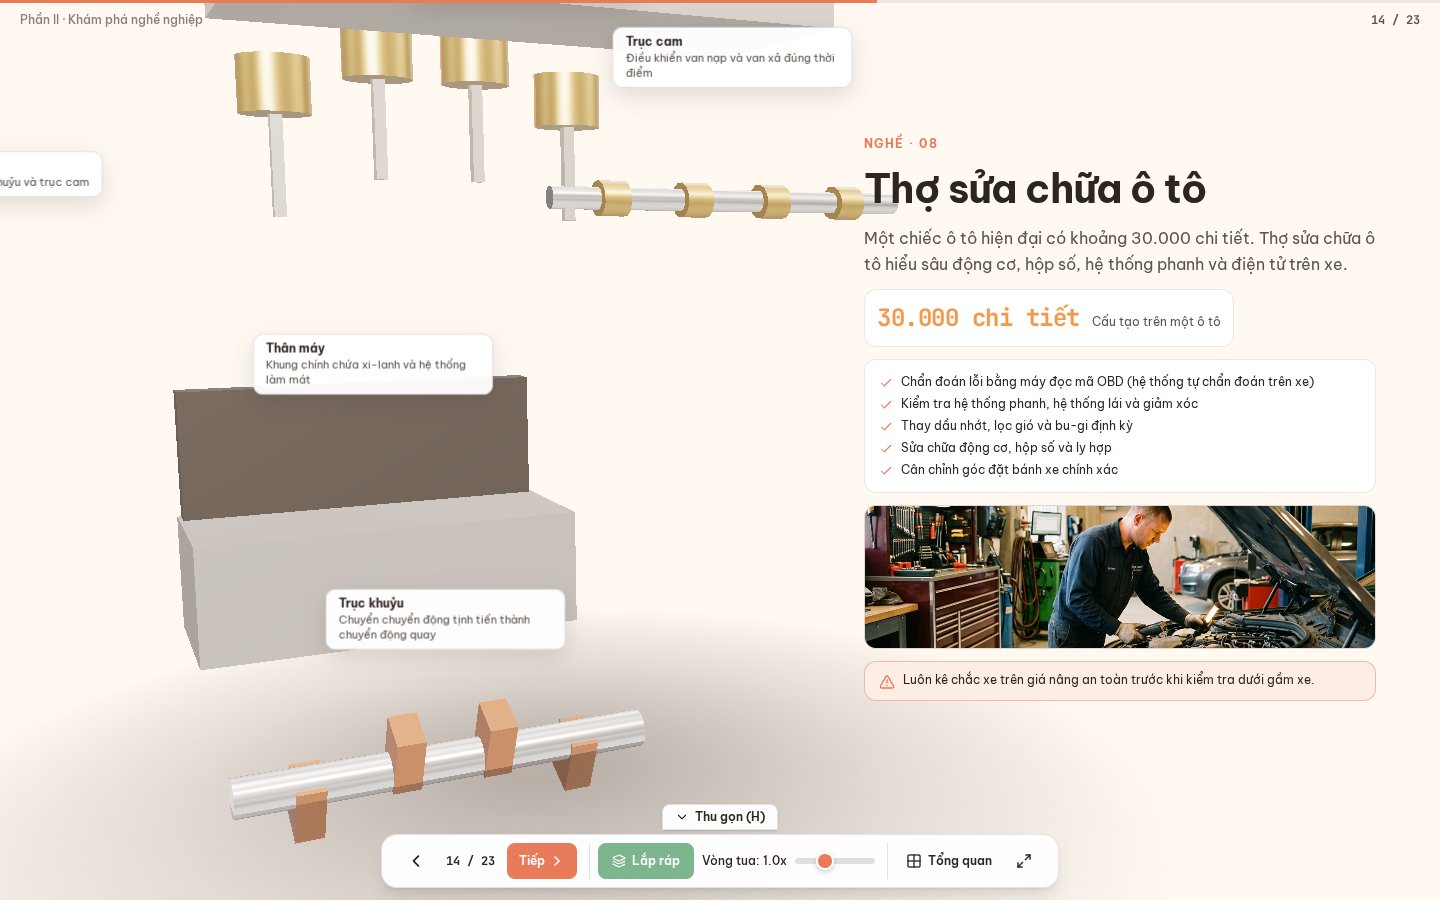 Phần II · Khám phá nghề nghiệp
14 / 23
Trục cam
Điều khiển van nạp và van xả đúng thời
điểm
và trục cam
NGHỀ · 08
Thợ sửa chữa ô tô
Một chiếc ô tô hiện đại có khoảng 30.000 chi tiết. Thợ sửa chữa ô
tô hiểu sâu động cơ, hộp số, hệ thống phanh và điện tử trên xe.
30.000 chi tiết Cấu tạo trên một ô tô
Thân máy
Khung chính chứa xi-lanh và hệ thống
làm mát
Chẩn đoán lỗi bằng máy đọc mã OBD (hệ thống tự chẩn đoán trên xe)
Kiểm tra hệ thống phanh, hệ thống lái và giảm xóc
Thay dầu nhớt, lọc gió và bu-gi định kỳ
Sửa chữa động cơ, hộp số và ly hợp
Cân chỉnh góc đặt bánh xe chính xác
Trục khuỷu
Chuyển chuyển động tịnh tiến thành
chuyển động quay
Luôn kê chắc xe trên giá nâng an toàn trước khi kiểm tra dưới gầm xe.
Thu gọn (H)
14 / 23 Tiếp Lắp ráp Vòng tua: 1.0x Tổng quan